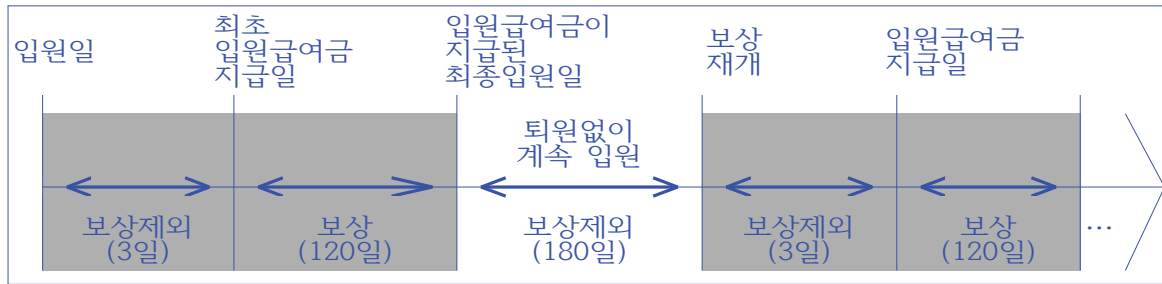 입원일
최초
입원급여금
지급일
입원급여금이
지급된
최종입원일
보상
재개
입원급여금
지급일
퇴원없이
계속 입원
보상제외
(3일)
보상
(120일)
보상제외
(180일)
보상제외
(3일)
보상
(120일)
…